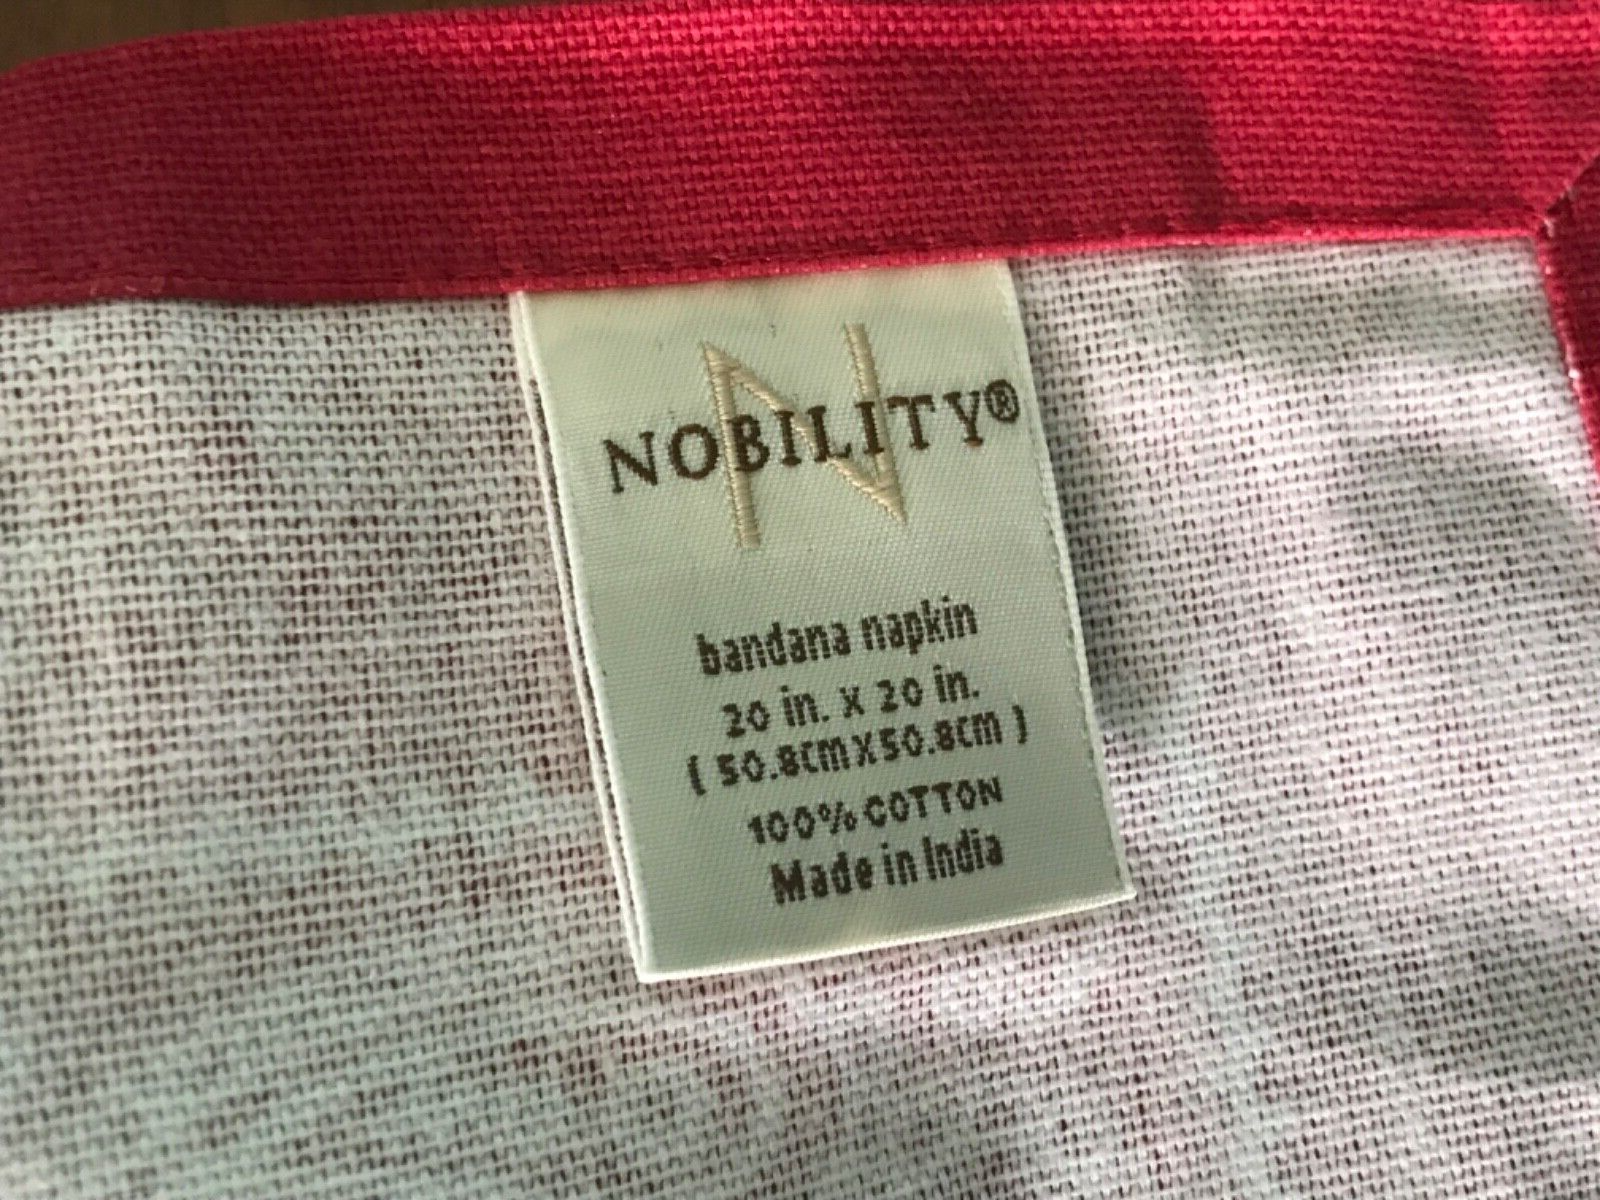 N
NOBILITY®
bandana napkin
20 in. X 20 in.
( 50.8cm X 50.8cm )
100% COTTON
Made in India